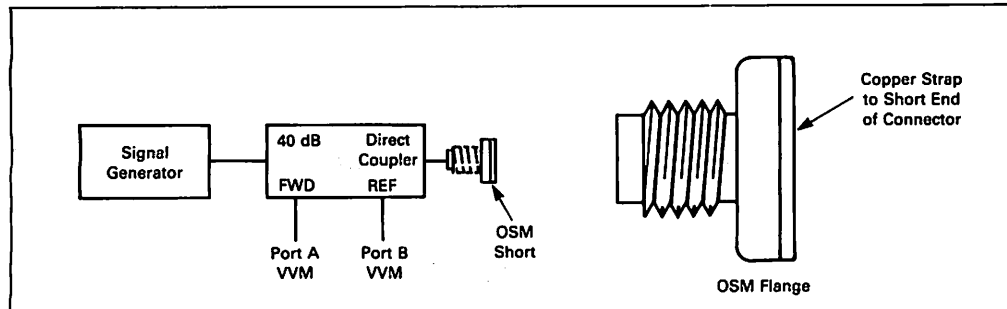 Signal
Generator
40 dB
Direct
Coupler
FWD
REF
Port A
VVM
Port B
VVM
OSM
Short
Copper Strap
to Short End
of Connector
OSM Flange